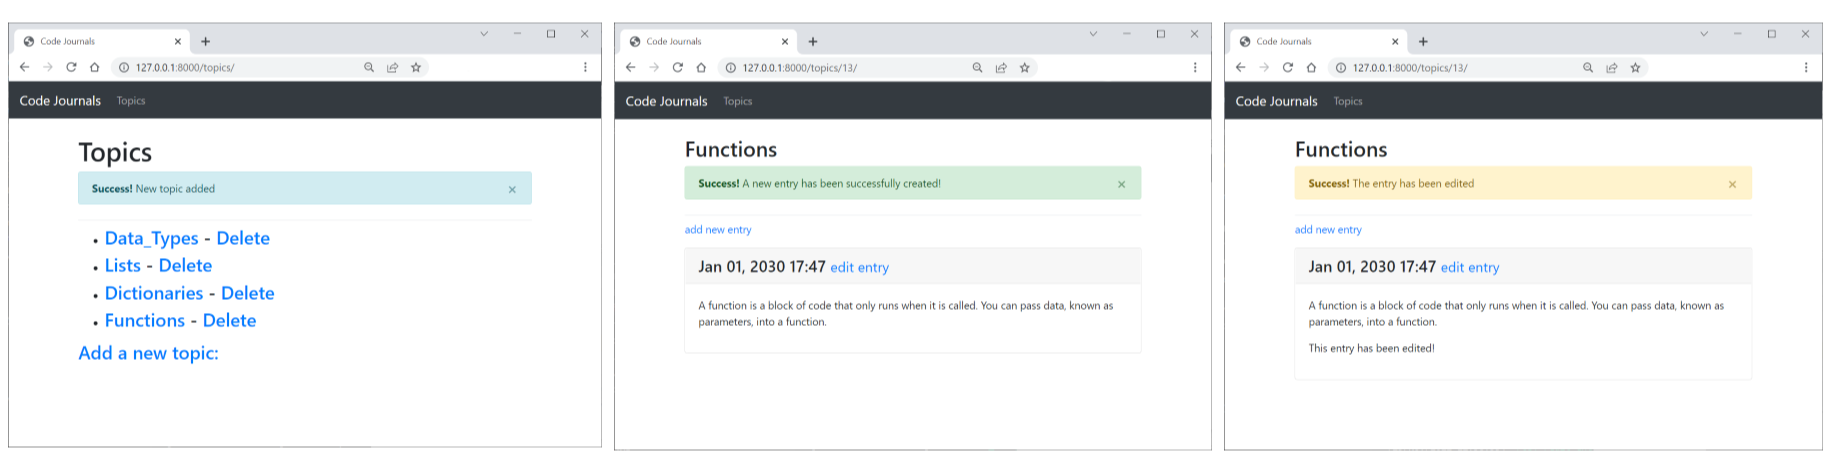 Code Journals
127.0.0.1:8000/topics/
Code Journals Topics
Topics
Success! New topic added ×
• Data_Types - Delete
• Lists - Delete
• Dictionaries - Delete
• Functions - Delete
Add a new topic:
Code Journals
127.0.0.1:8000/topics/13/
Code Journals Topics
Functions
Success! A new entry has been successfully created! ×
add new entry
Jan 01, 2030 17:47 edit entry
A function is a block of code that only runs when it is called. You can pass data, known as
parameters, into a function.
Code Journals
127.0.0.1:8000/topics/13/
Code Journals Topics
Functions
Success! The entry has been edited ×
add new entry
Jan 01, 2030 17:47 edit entry
A function is a block of code that only runs when it is called. You can pass data, known as
parameters, into a function.
This entry has been edited!